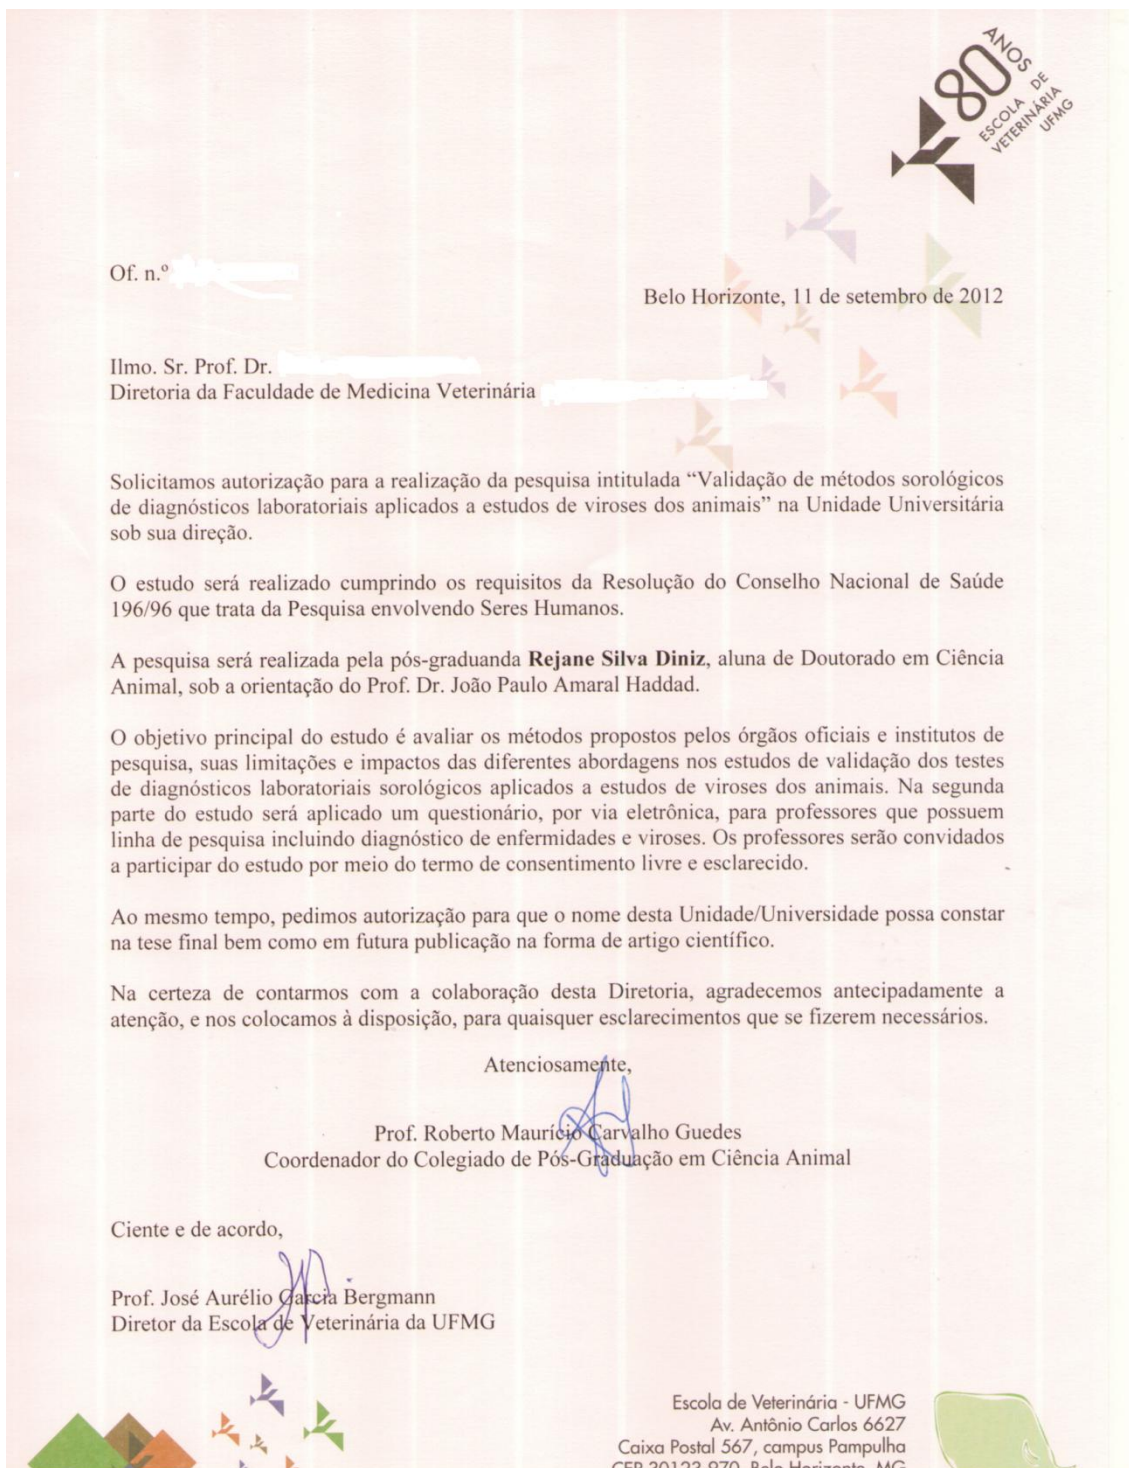 80 ANOS
ESCOLA DE
VETERINÁRIA
UFMG
Of. n.º
Belo Horizonte, 11 de setembro de 2012
Ilmo. Sr. Prof. Dr.
Diretoria da Faculdade de Medicina Veterinária
Solicitamos autorização para a realização da pesquisa intitulada “Validação de métodos sorológicos
de diagnósticos laboratoriais aplicados a estudos de viroses dos animais” na Unidade Universitária
sob sua direção.
O estudo será realizado cumprindo os requisitos da Resolução do Conselho Nacional de Saúde
196/96 que trata da Pesquisa envolvendo Seres Humanos.
A pesquisa será realizada pela pós-graduanda Rejane Silva Diniz, aluna de Doutorado em Ciência
Animal, sob a orientação do Prof. Dr. João Paulo Amaral Haddad.
O objetivo principal do estudo é avaliar os métodos propostos pelos órgãos oficiais e institutos de
pesquisa, suas limitações e impactos das diferentes abordagens nos estudos de validação dos testes
de diagnósticos laboratoriais sorológicos aplicados a estudos de viroses dos animais. Na segunda
parte do estudo será aplicado um questionário, por via eletrônica, para professores que possuem
linha de pesquisa incluindo diagnóstico de enfermidades e viroses. Os professores serão convidados
a participar do estudo por meio do termo de consentimento livre e esclarecido.
Ao mesmo tempo, pedimos autorização para que o nome desta Unidade/Universidade possa constar
na tese final bem como em futura publicação na forma de artigo científico.
Na certeza de contarmos com a colaboração desta Diretoria, agradecemos antecipadamente a
atenção, e nos colocamos à disposição, para quaisquer esclarecimentos que se fizerem necessários.
Atenciosamente,
Prof. Roberto Maurício Carvalho Guedes
Coordenador do Colegiado de Pós-Graduação em Ciência Animal
Ciente e de acordo,
Prof. José Aurélio Garcia Bergmann
Diretor da Escola de Veterinária da UFMG
Escola de Veterinária - UFMG
Av. Antônio Carlos 6627
Caixa Postal 567, campus Pampulha
CEP 30123-970, Belo Horizonte, MG